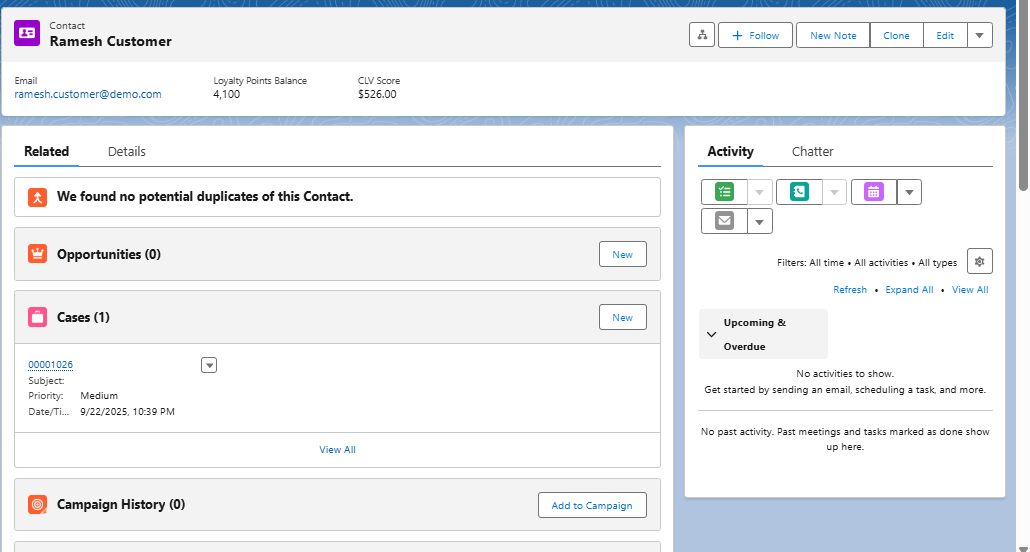 Contact
Ramesh Customer
Follow
New Note
Clone
Edit
Email
Loyalty Points Balance
CLV Score
ramesh.customer@demo.com
4,100
$526.00
Related
Details
We found no potential duplicates of this Contact.
Opportunities (0)
New
Cases (1)
New
00001026
Subject:
Priority: Medium
Date/Ti... 9/22/2025, 10:39 PM
View All
Campaign History (0)
Add to Campaign
Activity
Chatter
Filters: All time • All activities • All types
Refresh • Expand All • View All
Upcoming &
Overdue
No activities to show.
Get started by sending an email, scheduling a task, and more.
No past activity. Past meetings and tasks marked as done show
up here.